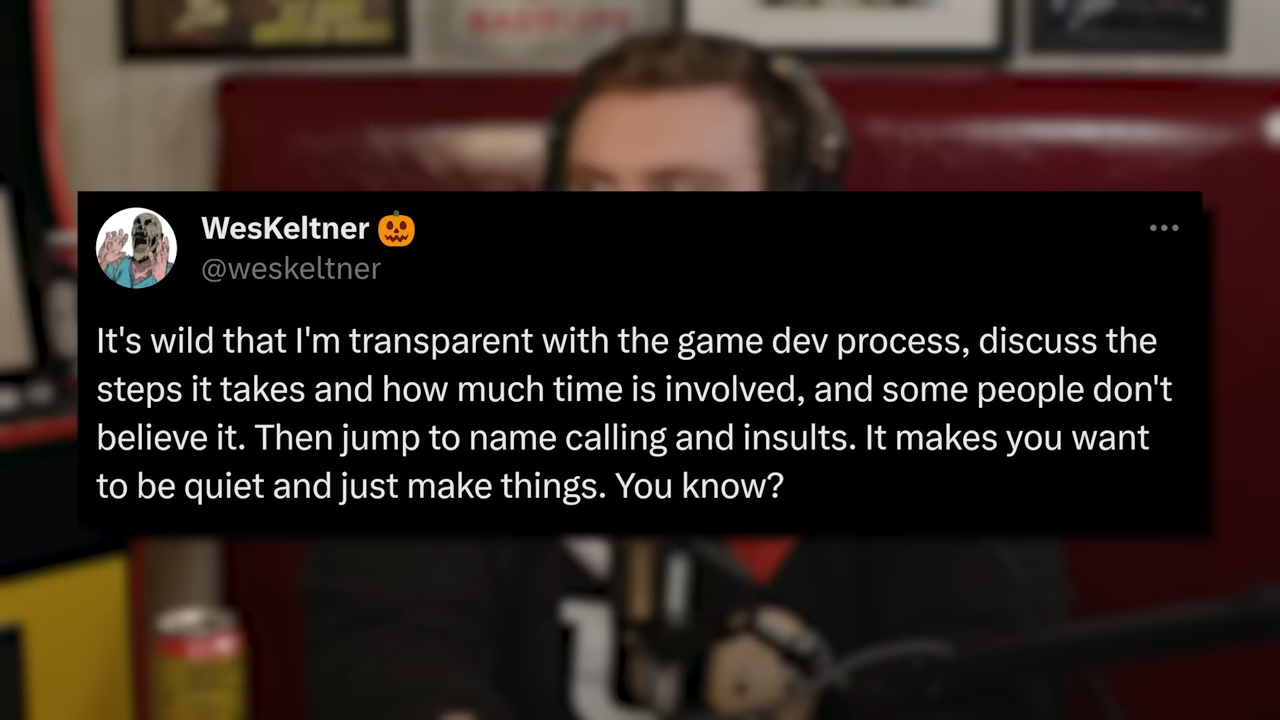 WesKeltner 🎃
@weskeltner
It's wild that I'm transparent with the game dev process, discuss the
steps it takes and how much time is involved, and some people don't
believe it. Then jump to name calling and insults. It makes you want
to be quiet and just make things. You know?